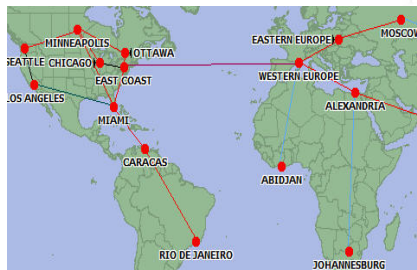 MOSCOW
MINNEAPOLIS
EASTERN EUROPE
OTTAWA
SEATTLE
CHICAGO
WESTERN EUROPE
EAST COAST
LOS ANGELES
ALEXANDRIA
MIAMI
CARACAS
ABIDJAN
RIO DE JANEIRO
JOHANNESBURG